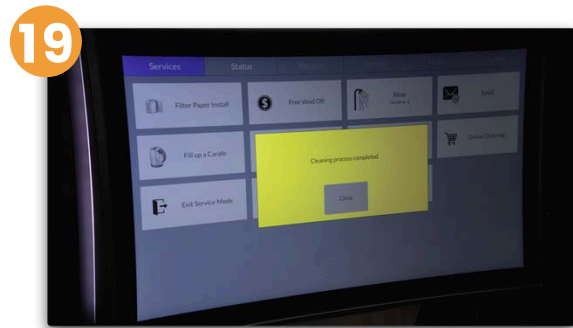 19
Services Status
Filter Paper Install
Free Vend Off
Rinse
Email
Fill up a Carafe
Cleaning process completed.
Online Ordering
Exit Service Mode
Close